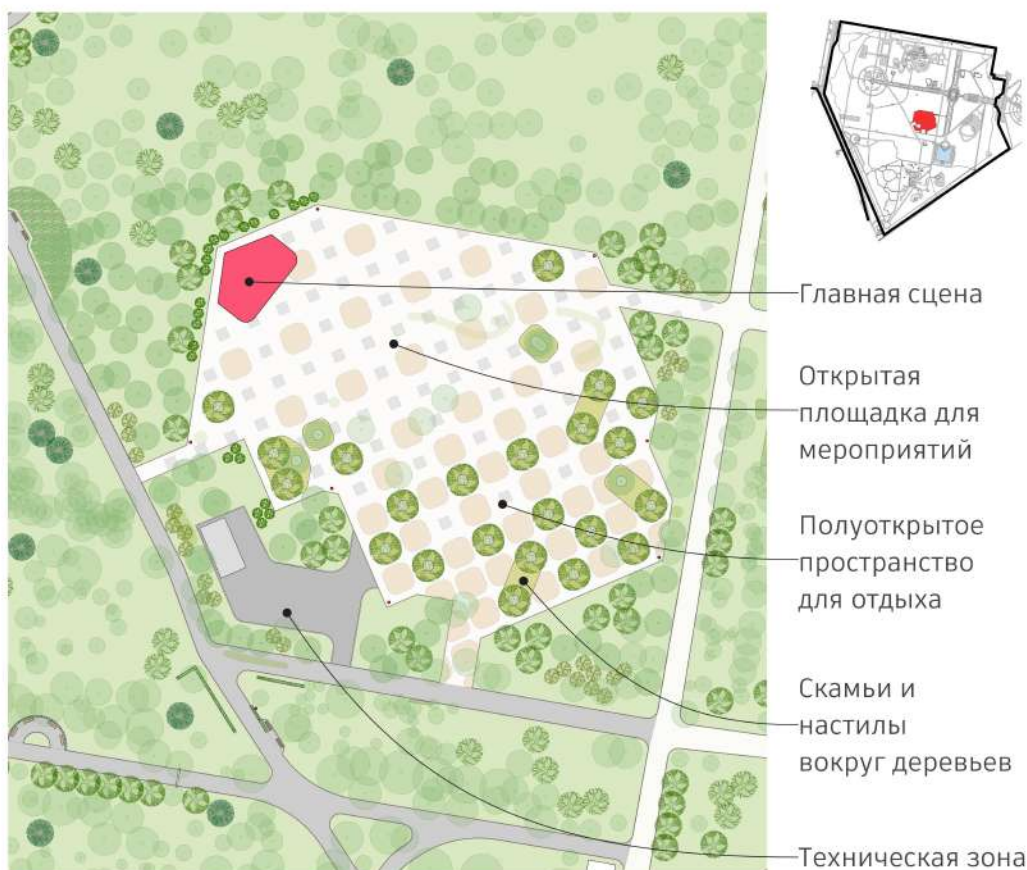 Главная сцена
Открытая
площадка для
мероприятий
Полуоткрытое
пространство
для отдыха
Скамьи и
настилы
вокруг деревьев
Техническая зона